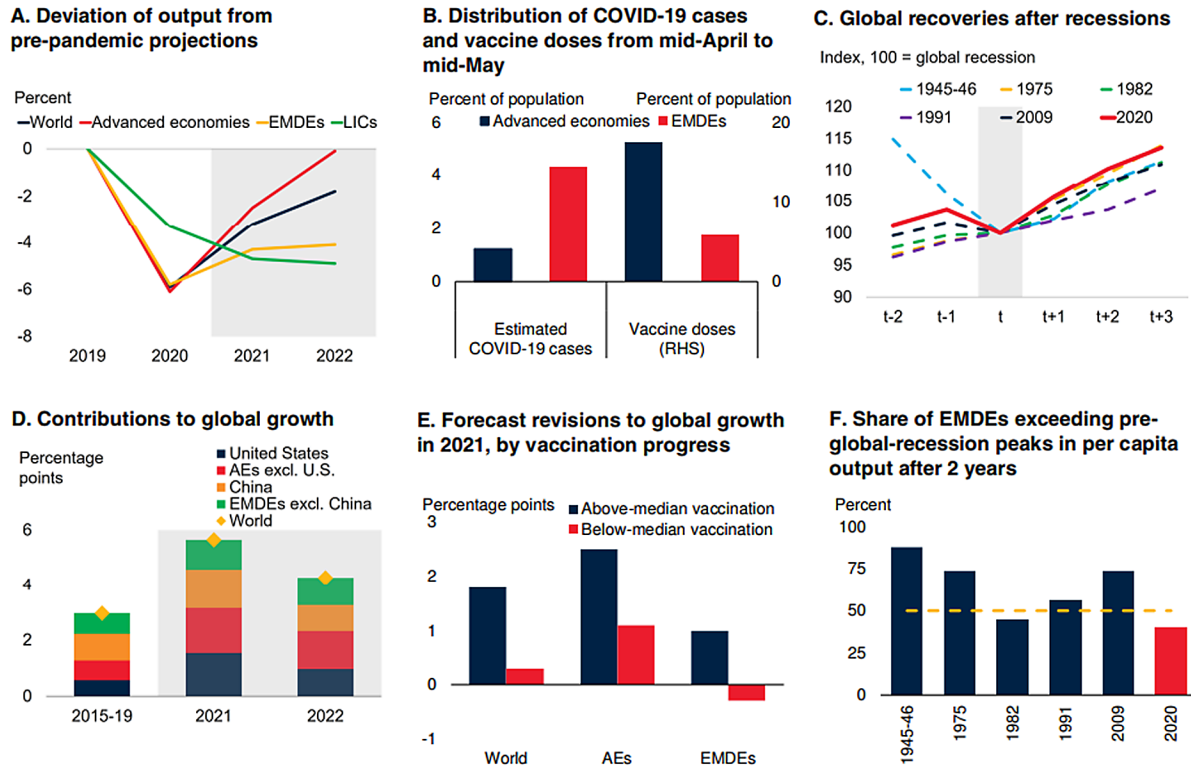 A. Deviation of output from
pre-pandemic projections
Percent
World Advanced economies EMDEs LICs
0
-2
-4
-6
-8
2019 2020 2021 2022
B. Distribution of COVID-19 cases
and vaccine doses from mid-April to
mid-May
Percent of population Percent of population
Advanced economies EMDEs
6 20
4
10
2
0 0
Estimated Vaccine doses
COVID-19 cases (RHS)
C. Global recoveries after recessions
Index, 100 = global recession
1945-46 1975 1982
1991 2009 2020
120
115
110
105
100
95
90
t-2 t-1 t t+1 t+2 t+3
D. Contributions to global growth
Percentage
points
United States
AEs excl. U.S.
China
EMDEs excl. China
World
6
4
2
0
2015-19 2021 2022
E. Forecast revisions to global growth
in 2021, by vaccination progress
Percentage points
Above-median vaccination
Below-median vaccination
3
2
1
0
-1
World AEs EMDEs
F. Share of EMDEs exceeding pre-
global-recession peaks in per capita
output after 2 years
Percent
100
75
50
25
0
1945-46 1975 1982 1991 2009 2020